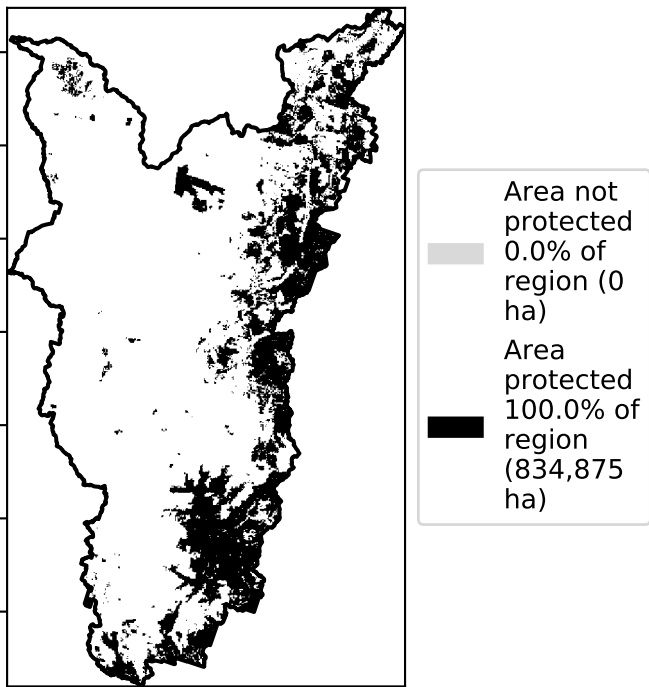 Area not
protected
0.0% of
region (0
ha)
Area
protected
100.0% of
region
(834,875
ha)